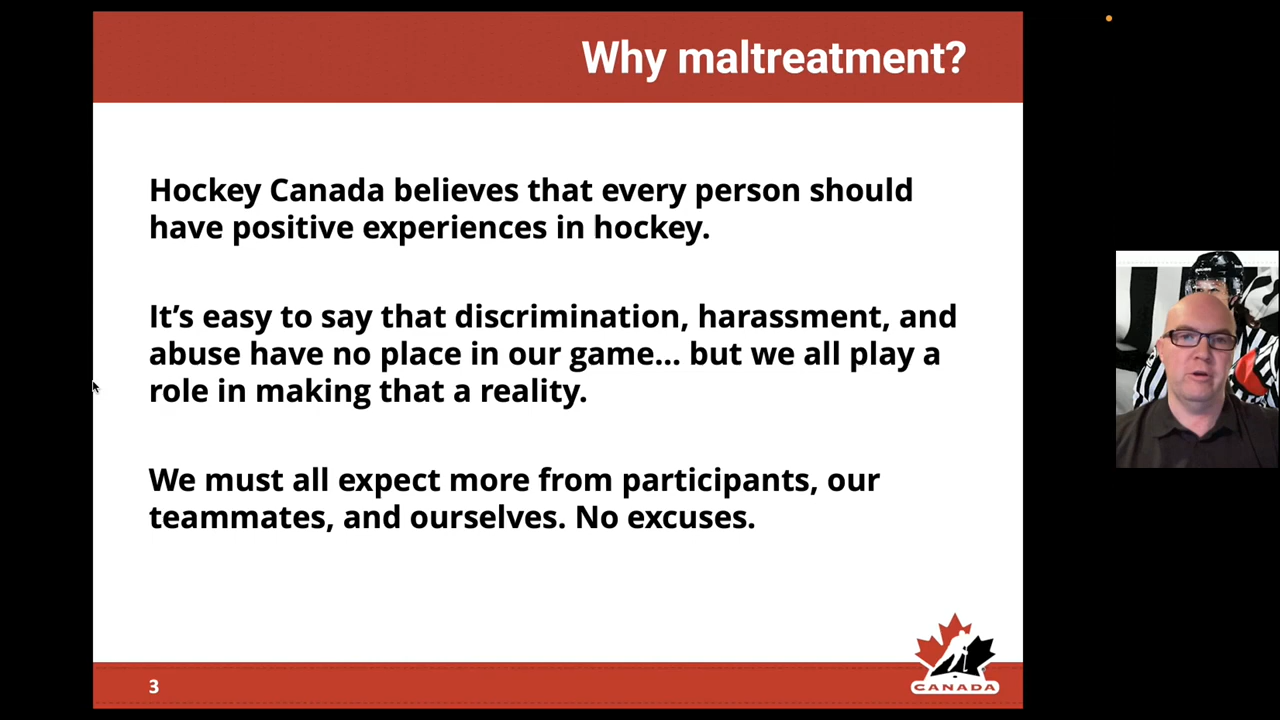 Why maltreatment?
Hockey Canada believes that every person should
have positive experiences in hockey.
It’s easy to say that discrimination, harassment, and
abuse have no place in our game... but we all play a
role in making that a reality.
We must all expect more from participants, our
teammates, and ourselves. No excuses.
3
CANADA